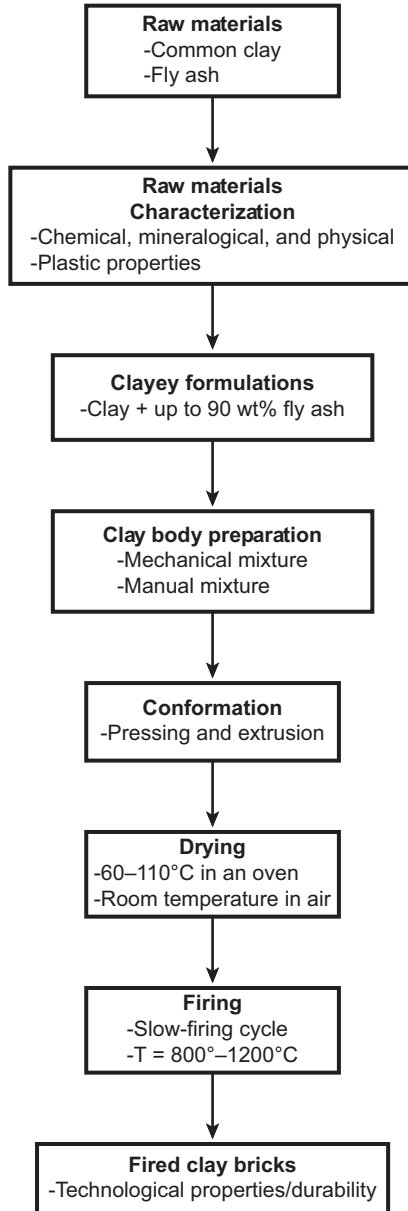 Raw materials
-Common clay
-Fly ash
Raw materials
Characterization
-Chemical, mineralogical, and physical
-Plastic properties
Clayey formulations
-Clay + up to 90 wt% fly ash
Clay body preparation
-Mechanical mixture
-Manual mixture
Conformation
-Pressing and extrusion
Drying
-60–110°C in an oven
-Room temperature in air
Firing
-Slow-firing cycle
-T = 800°–1200°C
Fired clay bricks
-Technological properties/durability